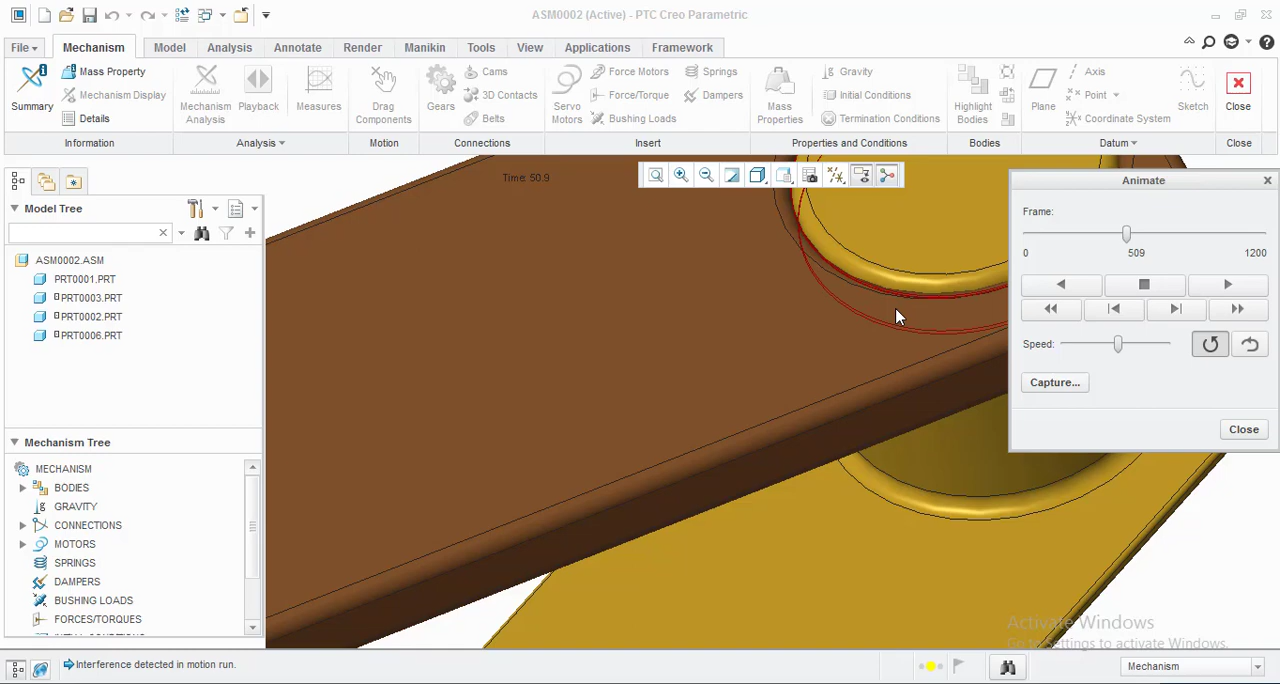 ASM0002 (Active) - PTC Creo Parametric
File Mechanism Model Analysis Annotate Render Manikin Tools View Applications Framework
Summary
Mass Property
Mechanism Display
Details
Mechanism Analysis
Playback
Measures
Drag Components
Gears
Cams
3D Contacts
Belts
Servo Motors
Force Motors
Force/Torque
Bushing Loads
Springs
Dampers
Mass Properties
Gravity
Initial Conditions
Termination Conditions
Highlight Bodies
Plane
Axis
Point
Coordinate System
Sketch
Close
Information Analysis Motion Connections Insert Properties and Conditions Bodies Datum Close
Time: 50.9
Model Tree
ASM0002.ASM
PRT0001.PRT
PRT0003.PRT
PRT0002.PRT
PRT0006.PRT
Mechanism Tree
MECHANISM
BODIES
GRAVITY
CONNECTIONS
MOTORS
SPRINGS
DAMPERS
BUSHING LOADS
FORCES/TORQUES
Animate
Frame:
0 509 1200
Speed:
Capture...
Close
Activate Windows
Go to Settings to activate Windows.
Interference detected in motion run.
Mechanism